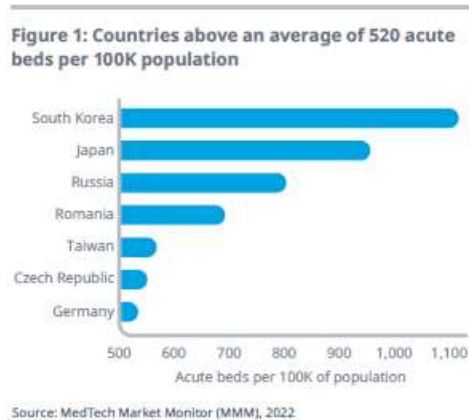 Figure 1: Countries above an average of 520 acute
beds per 100K population
South Korea
Japan
Russia
Romania
Taiwan
Czech Republic
Germany
500 600 700 800 900 1,000 1,100
Acute beds per 100K of population
Source: MedTech Market Monitor (MMM), 2022